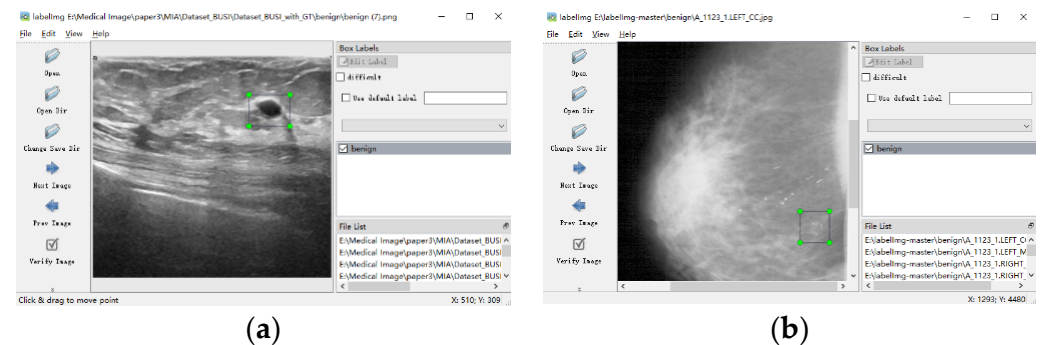 labelImg E:\Medical Image\paper3\MIA\Dataset_BUSI\Dataset_BUSI_with_GT\benign\benign (7).png
File Edit View Help
Open
Open Dir
Change Save Dir
Next Image
Prev Image
Verify Image
Box Labels
Edit Label
difficult
Use default label
benign
File List
E:\Medical Image\paper3\MIA\Dataset_BUSI
E:\Medical Image\paper3\MIA\Dataset_BUSI
E:\Medical Image\paper3\MIA\Dataset_BUSI
E:\Medical Image\paper3\MIA\Dataset_BUSI
Click & drag to move point
X: 510; Y: 309
(a)
labelImg E:\labelImg-master\benign\A_1123_1.LEFT_CC.jpg
File Edit View Help
Open
Open Dir
Change Save Dir
Next Image
Prev Image
Verify Image
Box Labels
Edit Label
difficult
Use default label
benign
File List
E:\labelImg-master\benign\A_1123_1.LEFT_CC
E:\labelImg-master\benign\A_1123_1.LEFT_M
E:\labelImg-master\benign\A_1123_1.RIGHT_
E:\labelImg-master\benign\A_1123_1.RIGHT_
X: 1293; Y: 4480
(b)